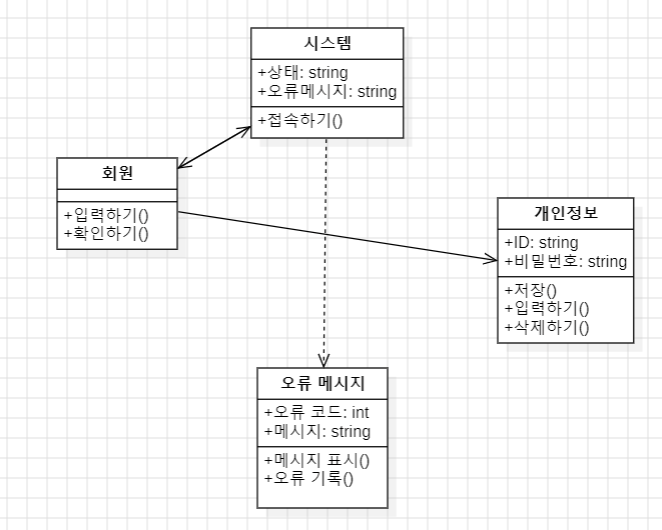 시스템
+상태: string
+오류메시지: string
+접속하기()
회원
+입력하기()
+확인하기()
개인정보
+ID: string
+비밀번호: string
+저장()
+입력하기()
+삭제하기()
오류 메시지
+오류 코드: int
+메시지: string
+메시지 표시()
+오류 기록()